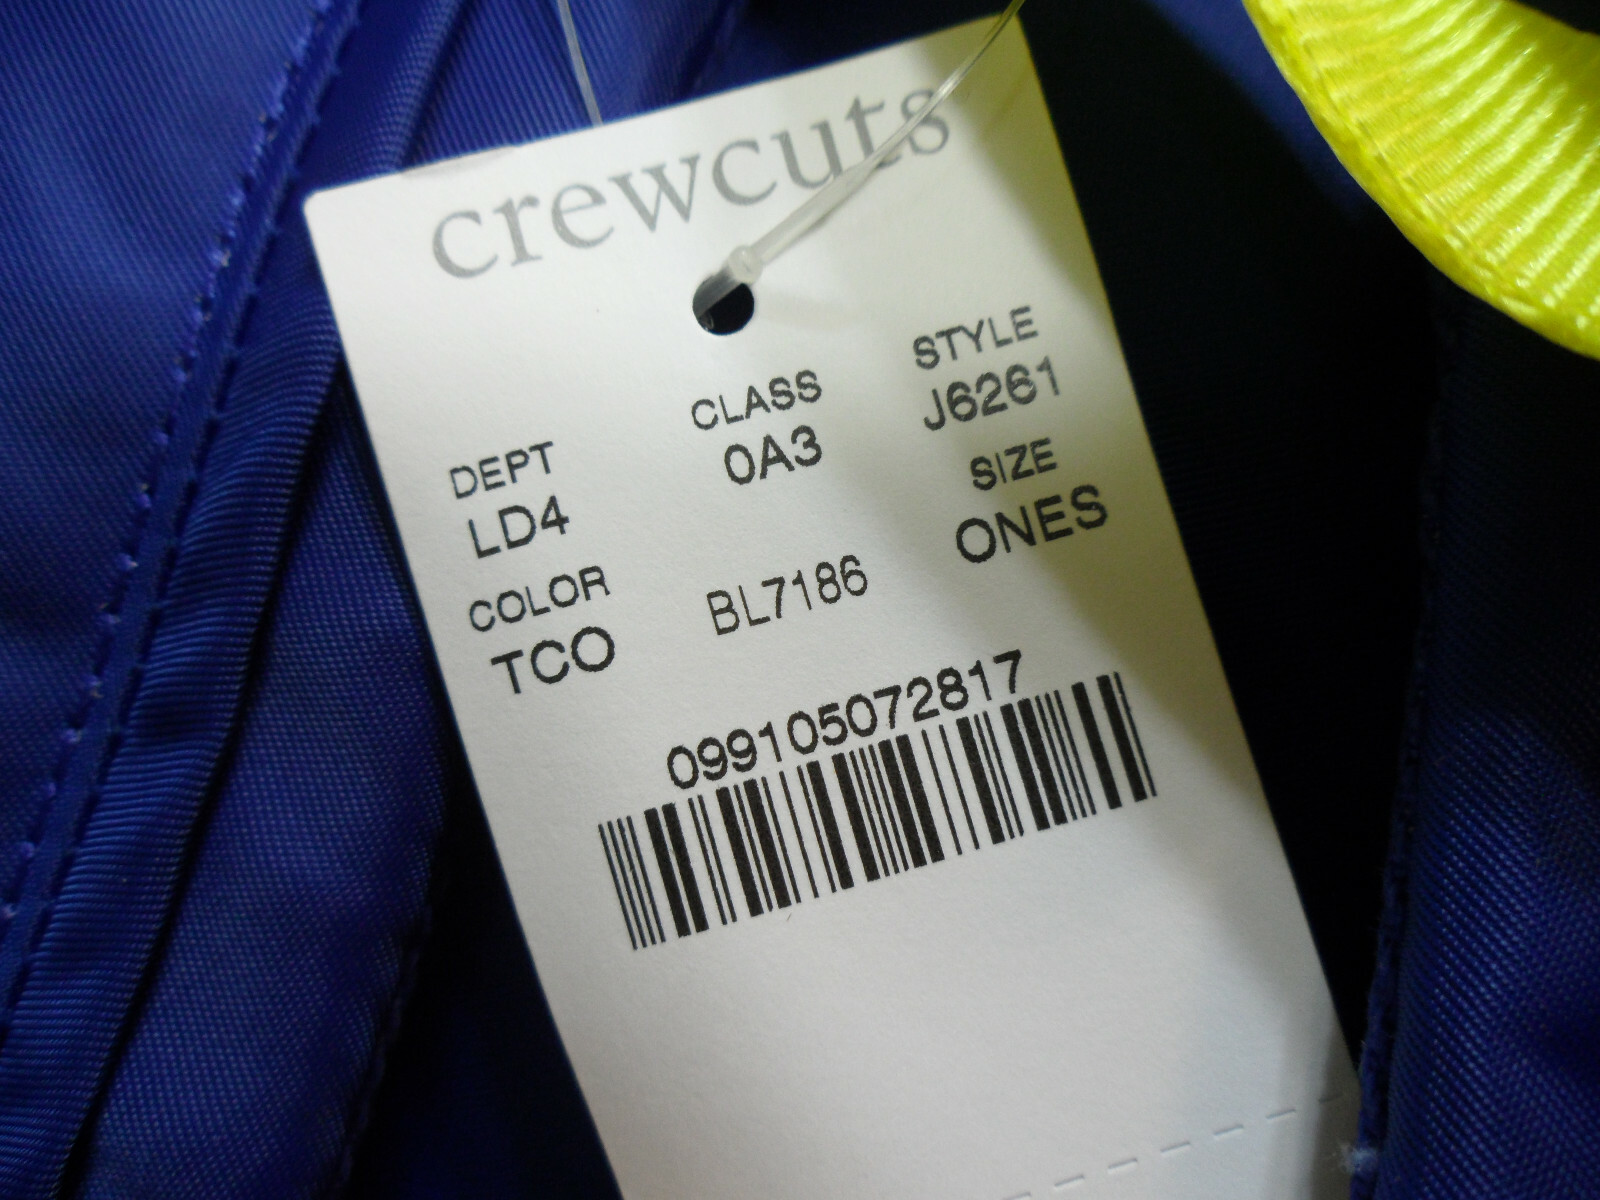 crewcuts
DEPT CLASS STYLE
LD4 0A3 J6261
COLOR SIZE
TCO BL7186 ONES
099105072817